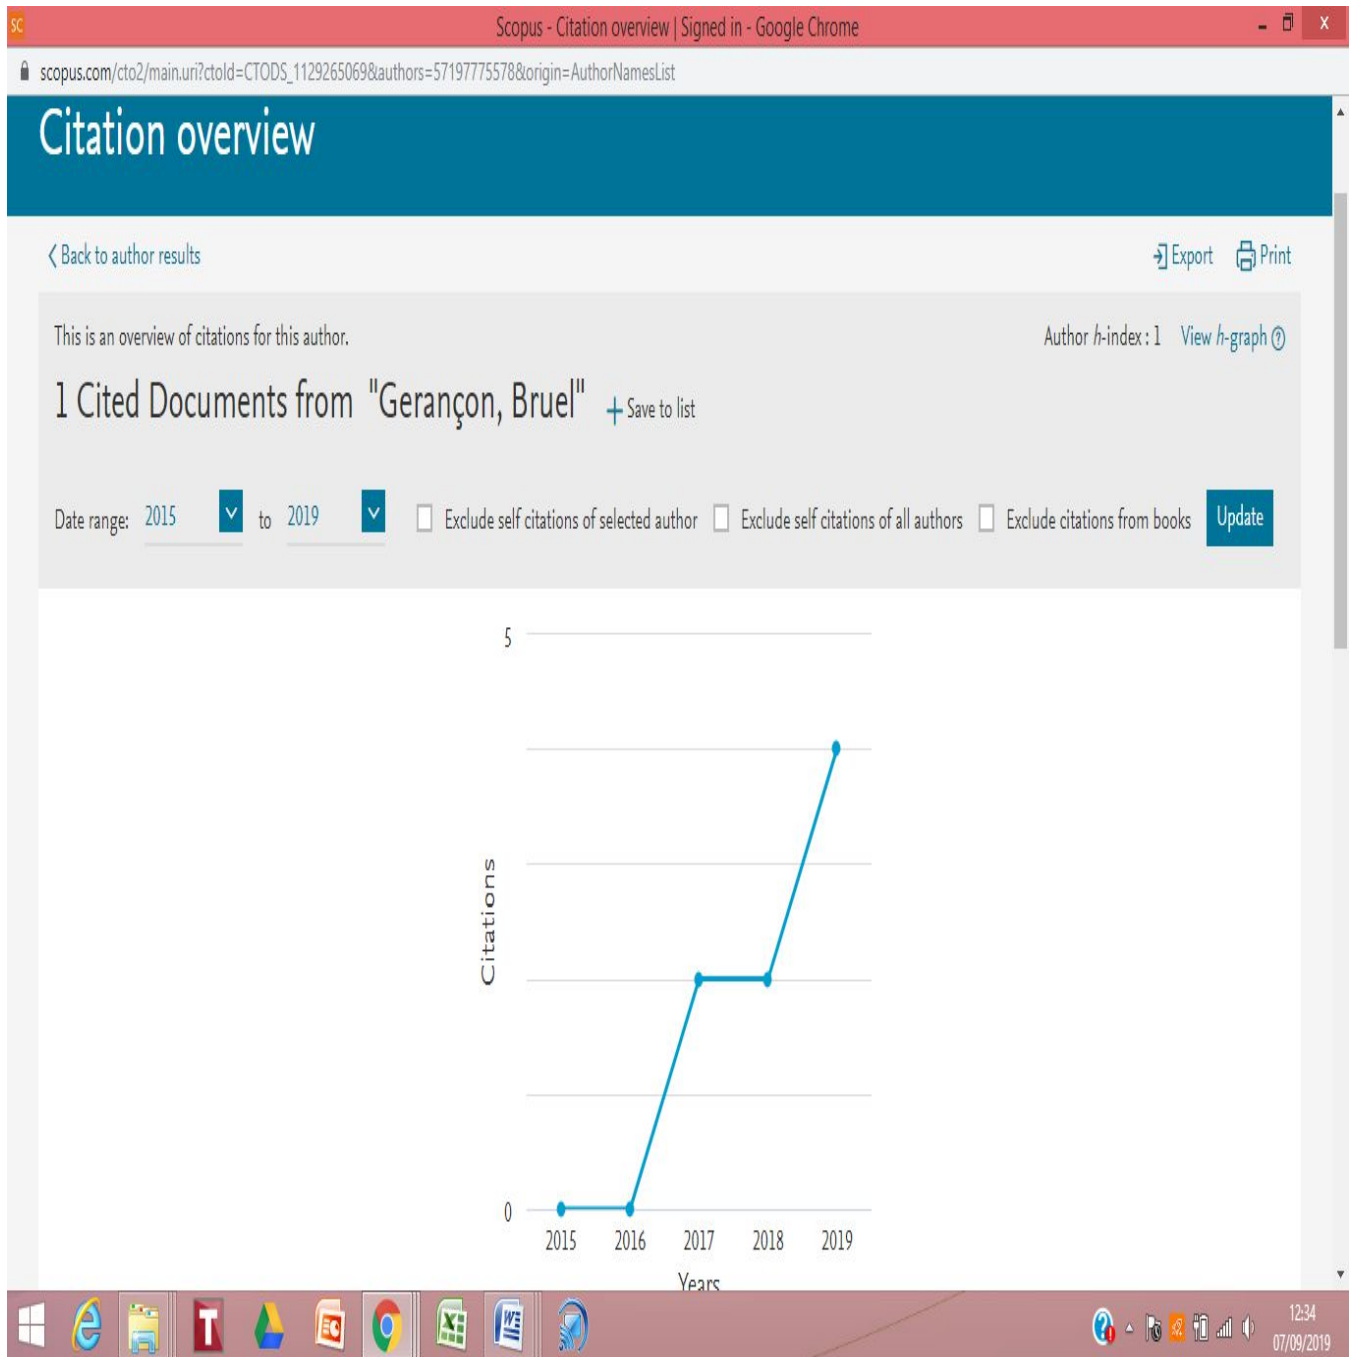 SC Scopus - Citation overview | Signed in - Google Chrome
scopus.com/cto2/main.uri?ctoId=CTODS_1129265069&authors=57197775578&origin=AuthorNamesList
Citation overview
Back to author results Export Print
This is an overview of citations for this author. Author h-index : 1 View h-graph ?
1 Cited Documents from "Gerançon, Bruel" + Save to list
Date range: 2015 to 2019 Exclude self citations of selected author Exclude self citations of all authors Exclude citations from books Update
5
Citations
0
2015 2016 2017 2018 2019
Years
12:34
07/09/2019